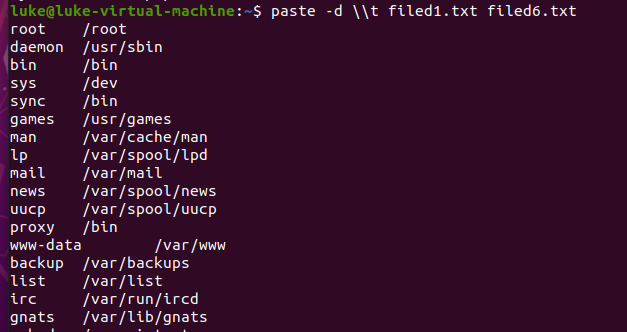 luke@luke-virtual-machine:~$ paste -d \\t filed1.txt filed6.txt
root /root
daemon /usr/sbin
bin /bin
sys /dev
sync /bin
games /usr/games
man /var/cache/man
lp /var/spool/lpd
mail /var/mail
news /var/spool/news
uucp /var/spool/uucp
proxy /bin
www-data /var/www
backup /var/backups
list /var/list
irc /var/run/ircd
gnats /var/lib/gnats